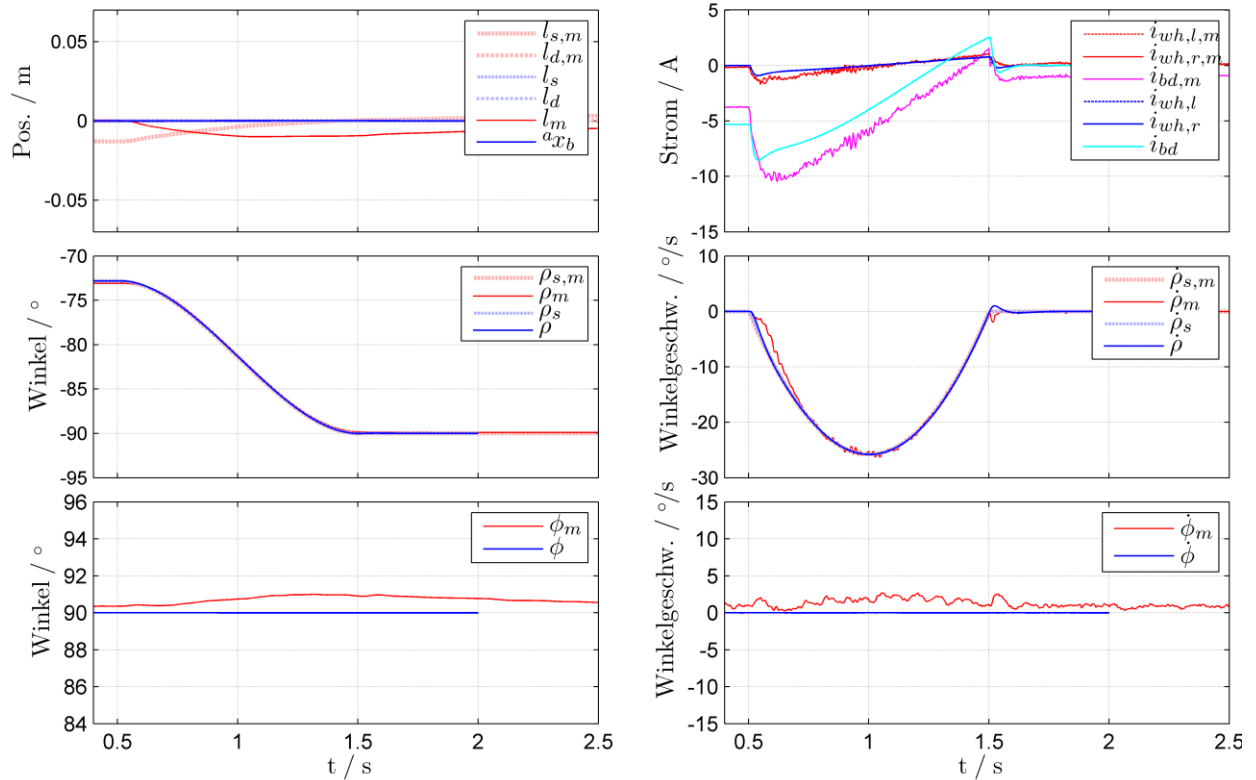 Pos. / m
0.05
0
-0.05
l_{s,m}
l_{d,m}
l_s
l_d
l_m
^a x_b
Strom / A
5
0
-5
-10
-15
i_{wh,l,m}
i_{wh,r,m}
i_{bd,m}
i_{wh,l}
i_{wh,r}
i_{bd}
Winkel / °
-70
-75
-80
-85
-90
-95
ρ_{s,m}
ρ_m
ρ_s
ρ
Winkelgeschw. / °/s
10
0
-10
-20
-30
ρ̇_{s,m}
ρ̇_m
ρ̇_s
ρ̇
Winkel / °
96
94
92
90
88
86
84
0.5 1 1.5 2 2.5
t / s
ϕ_m
ϕ
Winkelgeschw. / °/s
15
10
5
0
-5
-10
-15
0.5 1 1.5 2 2.5
t / s
ϕ̇_m
ϕ̇